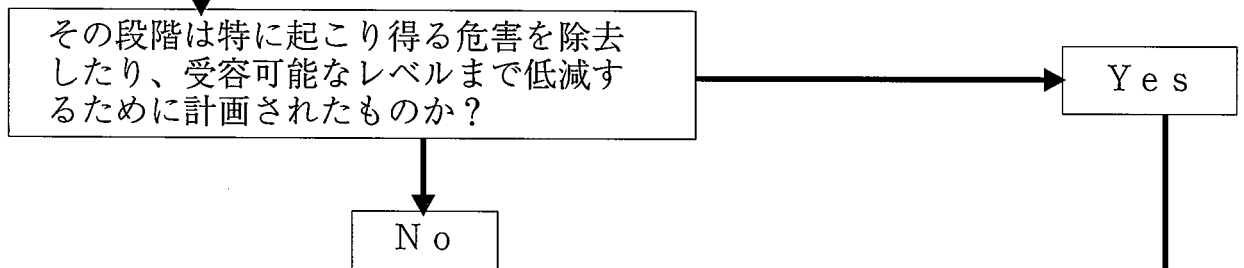 その段階は特に起こり得る危害を除去
したり、受容可能なレベルまで低減す
るために計画されたものか？
Ｙｅｓ
Ｎｏ